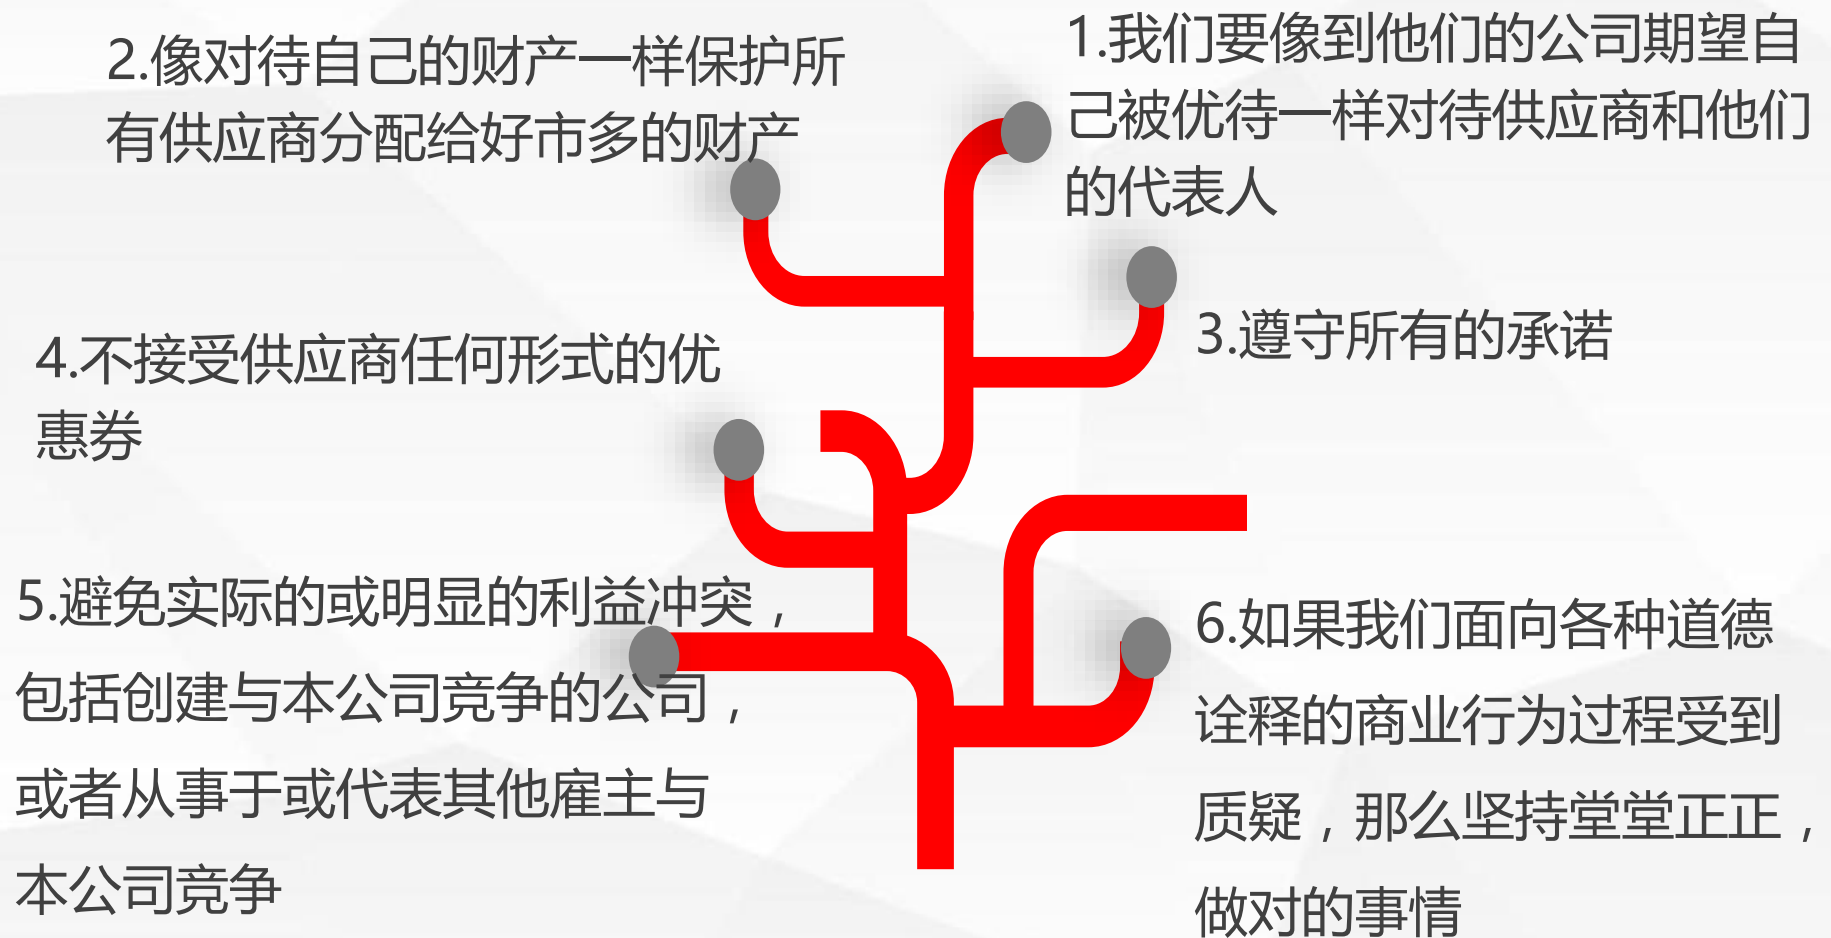 1.我们要像到他们的公司期望自
己被优待一样对待供应商和他们
的代表人
2.像对待自己的财产一样保护所
有供应商分配给好市多的财产
3.遵守所有的承诺
4.不接受供应商任何形式的优
惠券
5.避免实际的或明显的利益冲突，
包括创建与本公司竞争的公司，
或者从事于或代表其他雇主与
本公司竞争
6.如果我们面向各种道德
诠释的商业行为过程受到
质疑，那么坚持堂堂正正，
做对的事情